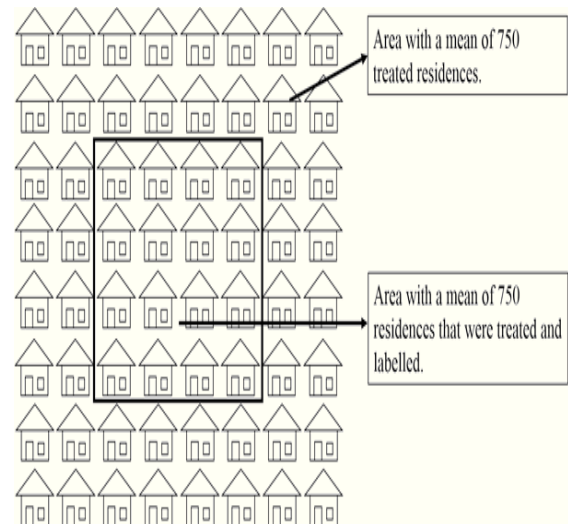 Area with a mean of 750
treated residences.
Area with a mean of 750
residences that were treated and
labelled.